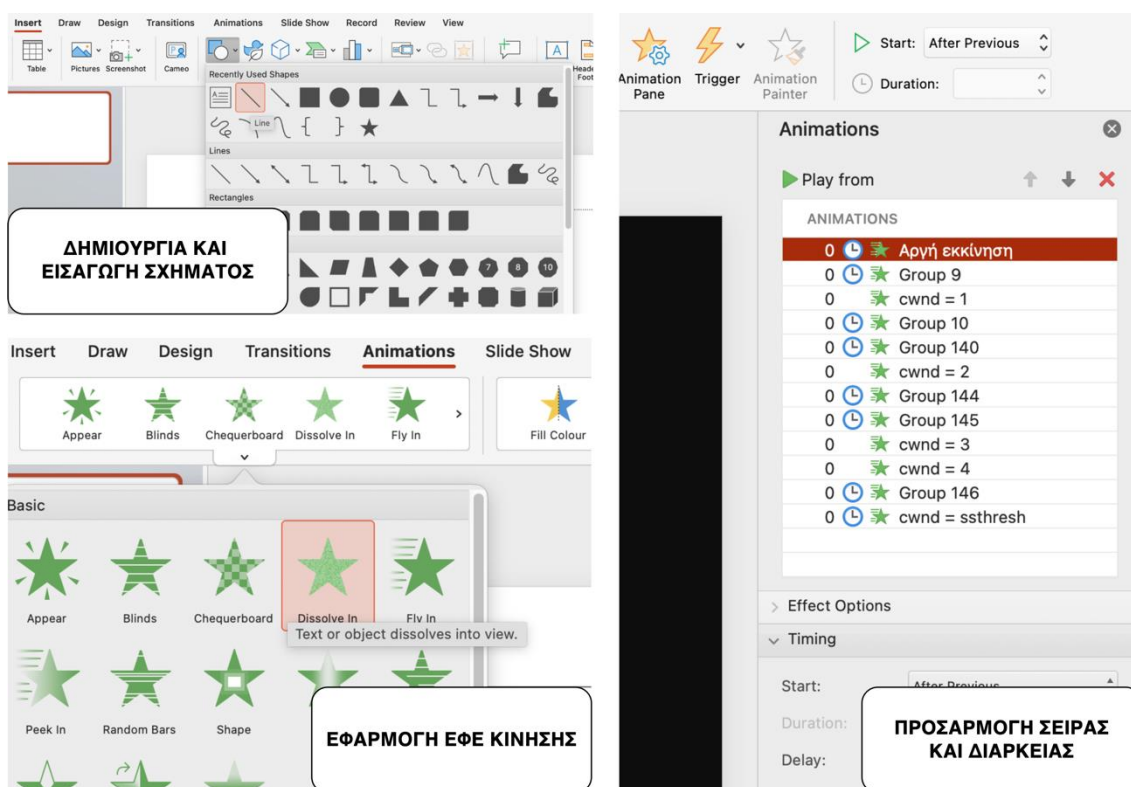 Insert Draw Design Transitions Animations Slide Show Record Review View
Table Pictures Screenshot Cameo
Recently Used Shapes
Line
Lines
Rectangles
7 8 10
ΔΗΜΙΟΥΡΓΙΑ ΚΑΙ
ΕΙΣΑΓΩΓΗ ΣΧΗΜΑΤΟΣ
Insert Draw Design Transitions Animations Slide Show
Appear Blinds Chequerboard Dissolve In Fly In Fill Colour
Basic
Appear Blinds Chequerboard Dissolve In Fly In
Text or object dissolves into view.
Peek In Random Bars Shape
ΕΦΑΡΜΟΓΗ ΕΦΕ ΚΙΝΗΣΗΣ
Animation Pane
Trigger
Animation Painter
Start: After Previous
Duration:
Animations
Play from
ANIMATIONS
0 Αργή εκκίνηση
0 Group 9
0 cwnd = 1
0 Group 10
0 Group 140
0 cwnd = 2
0 Group 144
0 Group 145
0 cwnd = 3
0 cwnd = 4
0 Group 146
0 cwnd = ssthresh
Effect Options
Timing
Start: After Previous
Duration:
Delay:
ΠΡΟΣΑΡΜΟΓΗ ΣΕΙΡΑΣ
ΚΑΙ ΔΙΑΡΚΕΙΑΣ